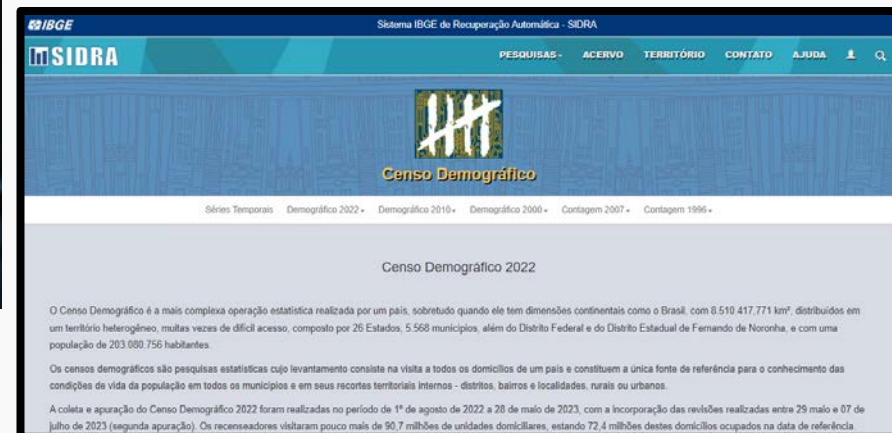 IBGE
Sistema IBGE de Recuperação Automática - SIDRA
SIDRA
PESQUISAS
ACERVO
TERRITÓRIO
CONTATO
AJUDA
Censo Demográfico
Séries Temporais
Demográfico 2022
Demográfico 2010
Demográfico 2000
Contagem 2007
Contagem 1996
Censo Demográfico 2022
O Censo Demográfico é a mais complexa operação estatística realizada por um país, sobretudo quando ele tem dimensões continentais como o Brasil, com 8.510.417,771 km², distribuídos em
um território heterogêneo, muitas vezes de difícil acesso, composto por 26 Estados, 5.568 municípios, além do Distrito Federal e do Distrito Estadual de Fernando de Noronha, e com uma
população de 203.080.756 habitantes.
Os censos demográficos são pesquisas estatísticas cujo levantamento consiste na visita a todos os domicílios de um país e constituem a única fonte de referência para o conhecimento das
condições de vida da população em todos os municípios e em seus recortes territoriais internos - distritos, bairros e localidades, rurais ou urbanos.
A coleta e apuração do Censo Demográfico 2022 foram realizadas no período de 1º de agosto de 2022 a 28 de maio de 2023, com a incorporação das revisões realizadas entre 29 maio e 07 de
julho de 2023 (segunda apuração). Os recenseadores visitaram pouco mais de 90,7 milhões de unidades domiciliares, estando 72,4 milhões destes domicílios ocupados na data de referência.